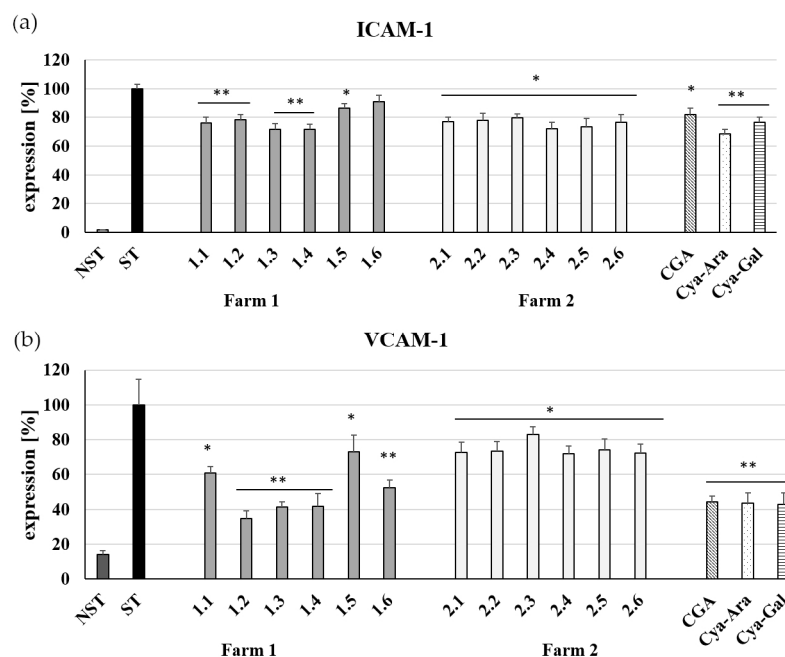 (a)
ICAM-1
expression [%]
120
100
80
60
40
20
0
** ** * * * **
NST ST 1.1 1.2 1.3 1.4 1.5 1.6 2.1 2.2 2.3 2.4 2.5 2.6 CGA Cya-Ara Cya-Gal
Farm 1 Farm 2
(b)
VCAM-1
expression [%]
120
100
80
60
40
20
0
* ** * ** * **
NST ST 1.1 1.2 1.3 1.4 1.5 1.6 2.1 2.2 2.3 2.4 2.5 2.6 CGA Cya-Ara Cya-Gal
Farm 1 Farm 2